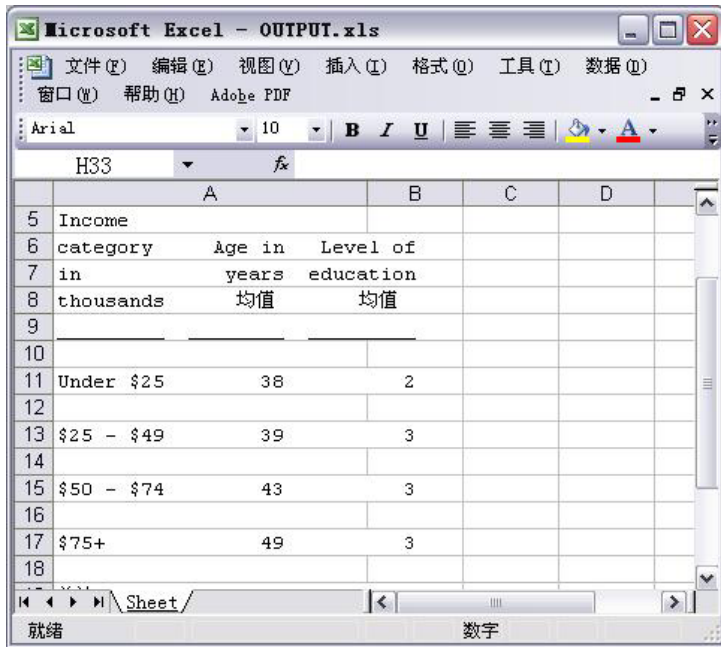 Microsoft Excel - OUTPUT.xls
文件(F) 编辑(E) 视图(V) 插入(I) 格式(O) 工具(T) 数据(D)
窗口(W) 帮助(H) Adobe PDF
Arial 10 B I U A
H33 fx
A B C D
5 Income
6 category Age in Level of
7 in years education
8 thousands 均值 均值
9
10
11 Under $25 38 2
12
13 $25 - $49 39 3
14
15 $50 - $74 43 3
16
17 $75+ 49 3
18
Sheet
就绪 数字